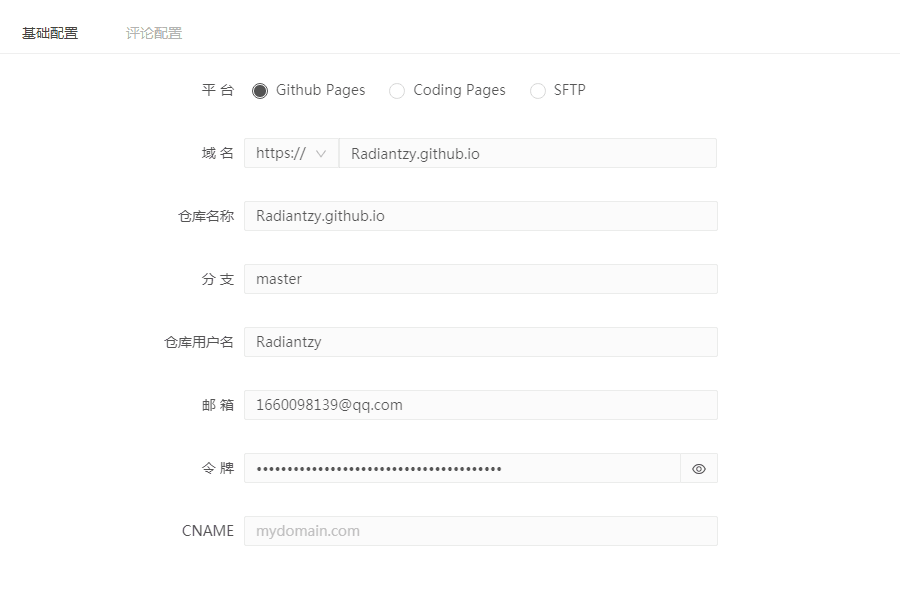 基础配置 评论配置
平 台 Github Pages Coding Pages SFTP
域 名 https:// Radiantzy.github.io
仓库名称 Radiantzy.github.io
分 支 master
仓库用户名 Radiantzy
邮 箱 1660098139@qq.com
令 牌 ••••••••••••••••••••••••••••••••••••••••
CNAME mydomain.com